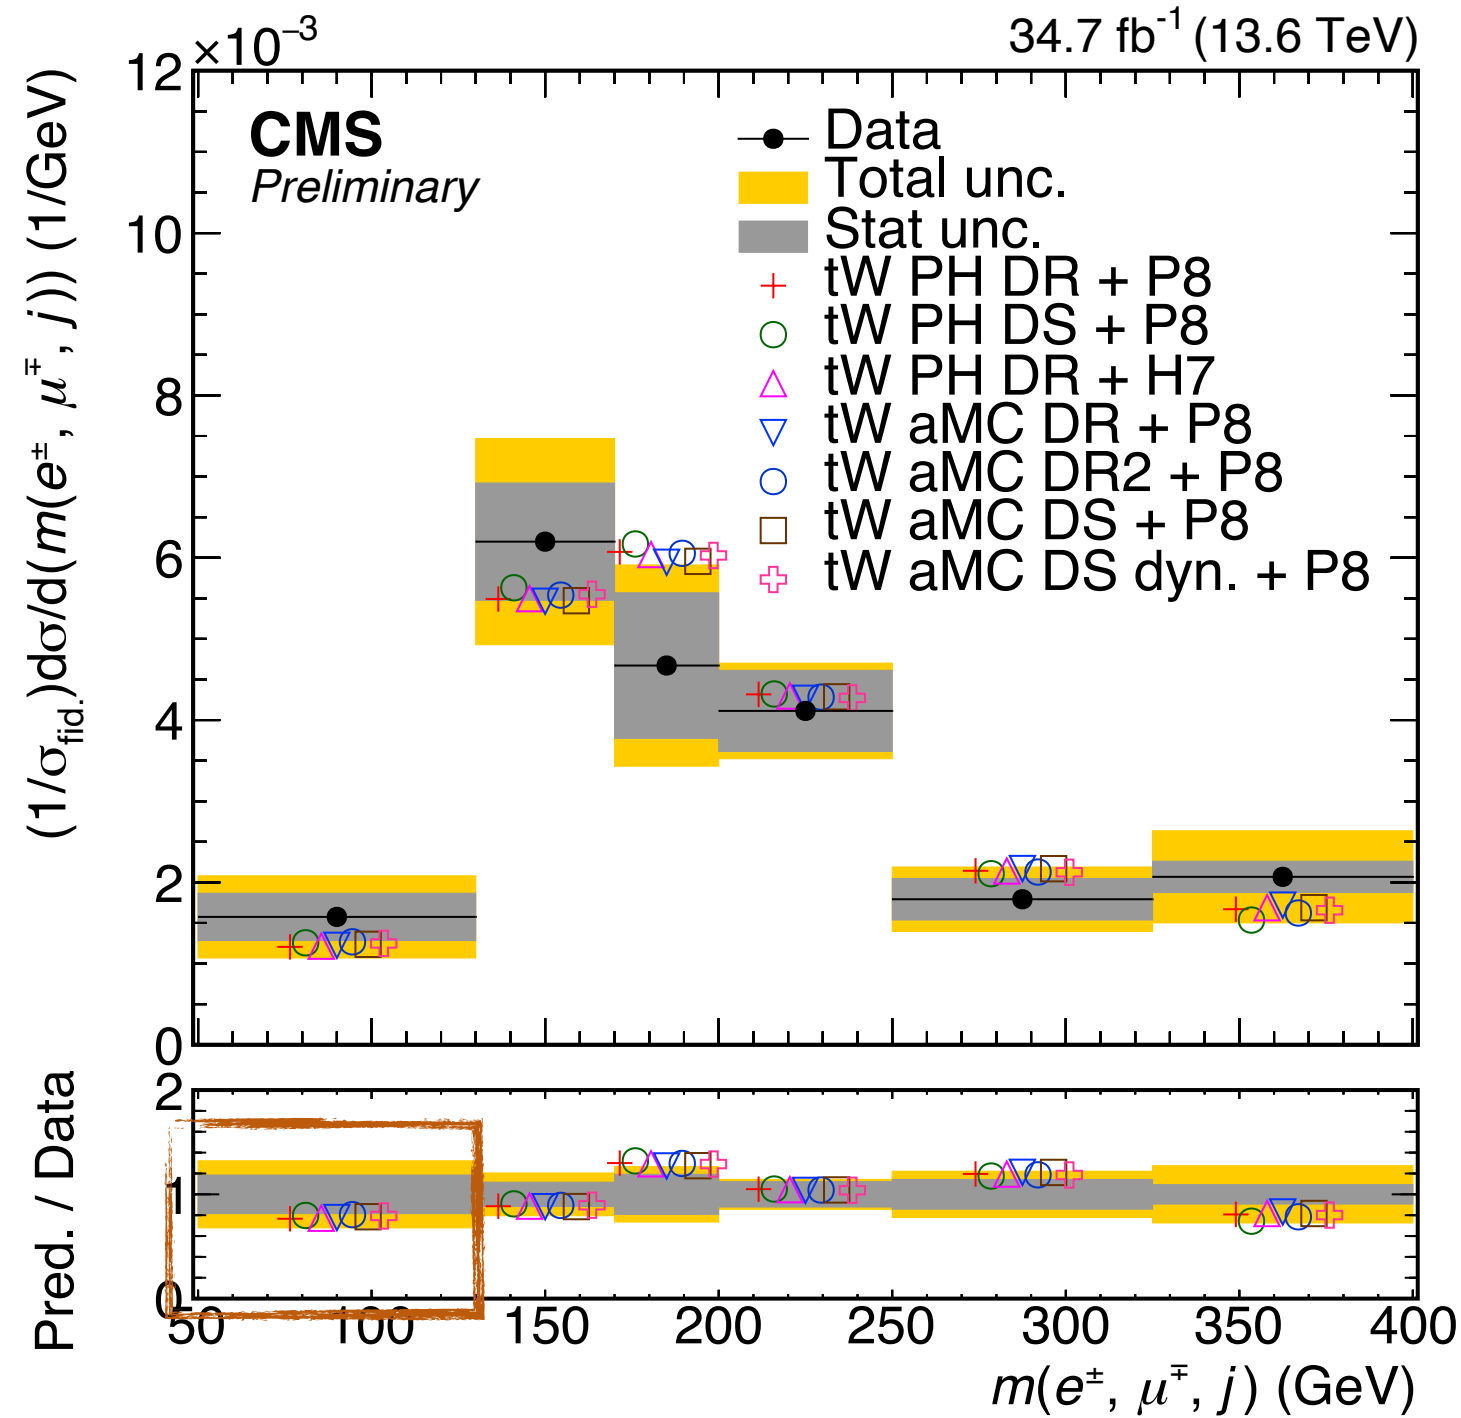 ×10⁻³
34.7 fb⁻¹ (13.6 TeV)
CMS
Preliminary
Data
Total unc.
Stat unc.
tW PH DR + P8
tW PH DS + P8
tW PH DR + H7
tW aMC DR + P8
tW aMC DR2 + P8
tW aMC DS + P8
tW aMC DS dyn. + P8
(1/σ_fid.)dσ/d(m(e±, μ∓, j)) (1/GeV)
12
10
8
6
4
2
0
Pred. / Data
2
1
0
50 100 150 200 250 300 350 400
m(e±, μ∓, j) (GeV)